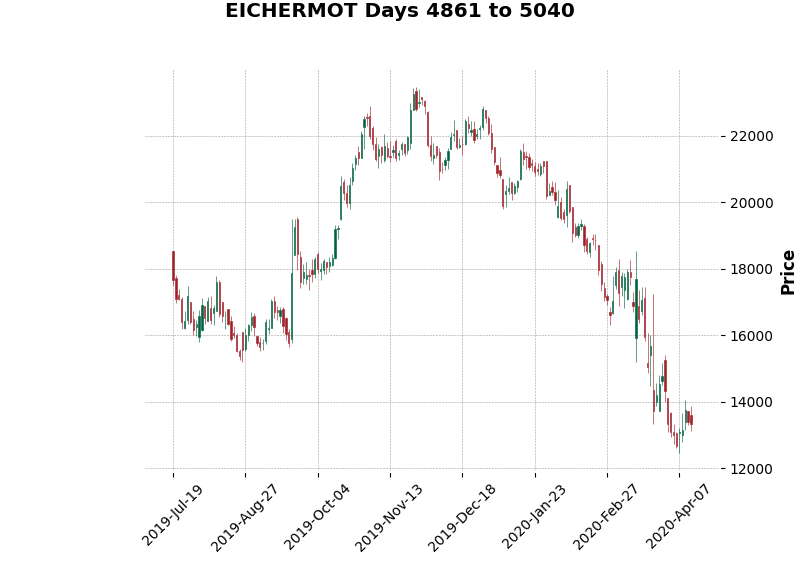 EICHERMOT Days 4861 to 5040
22000
20000
18000
16000
14000
12000
Price
2019-Jul-19
2019-Aug-27
2019-Oct-04
2019-Nov-13
2019-Dec-18
2020-Jan-23
2020-Feb-27
2020-Apr-07